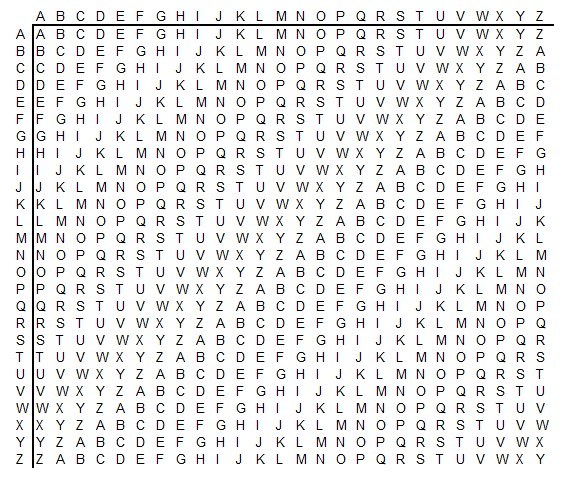 A B C D E F G H I J K L M N O P Q R S T U V W X Y Z
A A B C D E F G H I J K L M N O P Q R S T U V W X Y Z
B B C D E F G H I J K L M N O P Q R S T U V W X Y Z A
C C D E F G H I J K L M N O P Q R S T U V W X Y Z A B
D D E F G H I J K L M N O P Q R S T U V W X Y Z A B C
E E F G H I J K L M N O P Q R S T U V W X Y Z A B C D
F F G H I J K L M N O P Q R S T U V W X Y Z A B C D E
G G H I J K L M N O P Q R S T U V W X Y Z A B C D E F
H H I J K L M N O P Q R S T U V W X Y Z A B C D E F G
I I J K L M N O P Q R S T U V W X Y Z A B C D E F G H
J J K L M N O P Q R S T U V W X Y Z A B C D E F G H I
K K L M N O P Q R S T U V W X Y Z A B C D E F G H I J
L L M N O P Q R S T U V W X Y Z A B C D E F G H I J K
M M N O P Q R S T U V W X Y Z A B C D E F G H I J K L
N N O P Q R S T U V W X Y Z A B C D E F G H I J K L M
O O P Q R S T U V W X Y Z A B C D E F G H I J K L M N
P P Q R S T U V W X Y Z A B C D E F G H I J K L M N O
Q Q R S T U V W X Y Z A B C D E F G H I J K L M N O P
R R S T U V W X Y Z A B C D E F G H I J K L M N O P Q
S S T U V W X Y Z A B C D E F G H I J K L M N O P Q R
T T U V W X Y Z A B C D E F G H I J K L M N O P Q R S
U U V W X Y Z A B C D E F G H I J K L M N O P Q R S T
V V W X Y Z A B C D E F G H I J K L M N O P Q R S T U
W W X Y Z A B C D E F G H I J K L M N O P Q R S T U V
X X Y Z A B C D E F G H I J K L M N O P Q R S T U V W
Y Y Z A B C D E F G H I J K L M N O P Q R S T U V W X
Z Z A B C D E F G H I J K L M N O P Q R S T U V W X Y